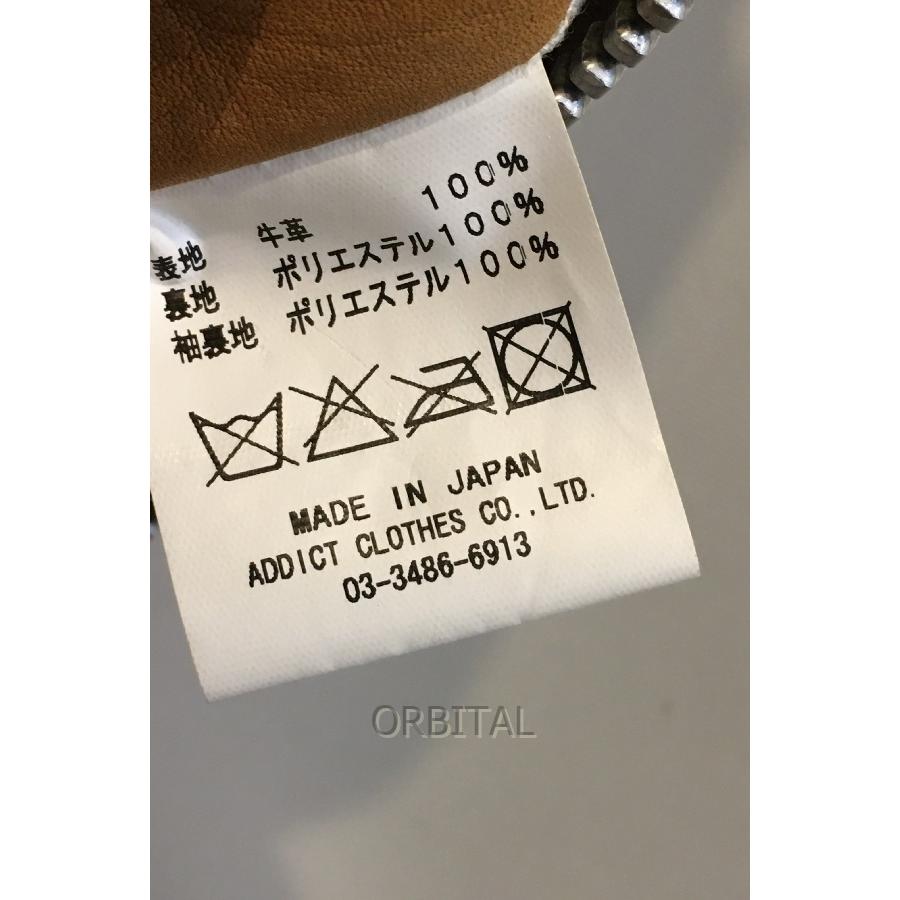 表地 牛革 100%
裏地 ポリエステル100%
袖裏地 ポリエステル100%
MADE IN JAPAN
ADDICT CLOTHES CO.,LTD.
03-3486-6913
ORBITAL